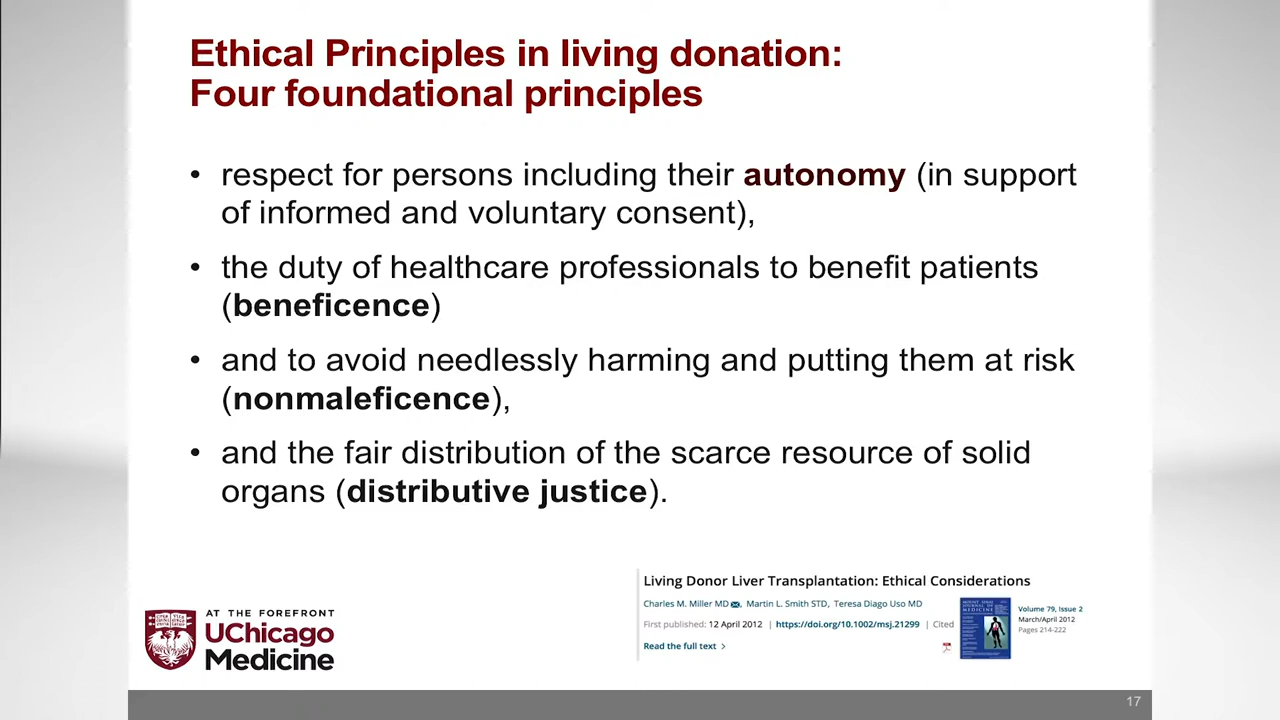 Ethical Principles in living donation:
Four foundational principles
• respect for persons including their autonomy (in support
of informed and voluntary consent),
• the duty of healthcare professionals to benefit patients
(beneficence)
• and to avoid needlessly harming and putting them at risk
(nonmaleficence),
• and the fair distribution of the scarce resource of solid
organs (distributive justice).
Living Donor Liver Transplantation: Ethical Considerations
Charles M. Miller MD, Martin L. Smith STD, Teresa Diago Uso MD
First published: 12 April 2012 | https://doi.org/10.1002/msj.21299 | Cited
Read the full text >
MOUNT SINAI
JOURNAL OF
MEDICINE
Volume 79, Issue 2
March/April 2012
Pages 214-222
AT THE FOREFRONT
UChicago
Medicine
17